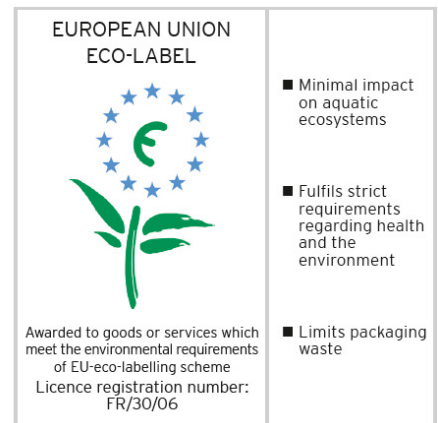 EUROPEAN UNION
ECO-LABEL
€
Awarded to goods or services which
meet the environmental requirements
of EU-eco-labelling scheme
Licence registration number:
FR/30/06
■ Minimal impact
on aquatic
ecosystems
■ Fulfils strict
requirements
regarding health
and the
environment
■ Limits packaging
waste